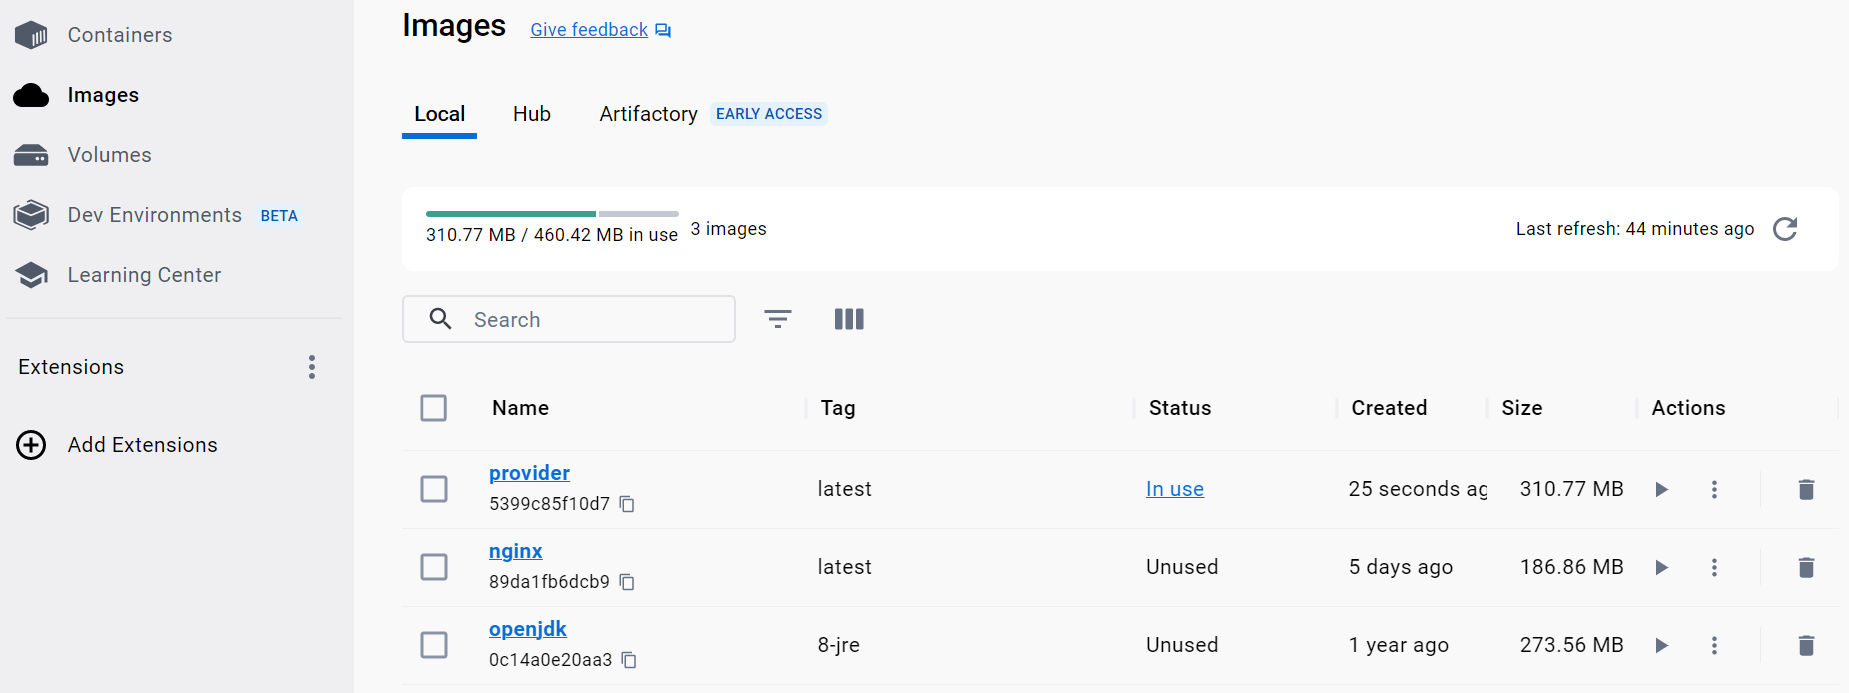 Containers
Images
Volumes
Dev Environments BETA
Learning Center
Extensions
Add Extensions
Images Give feedback
Local Hub Artifactory EARLY ACCESS
310.77 MB / 460.42 MB in use 3 images Last refresh: 44 minutes ago
Search
Name Tag Status Created Size Actions
provider
5399c85f10d7
latest In use 25 seconds ag 310.77 MB
nginx
89da1fb6dcb9
latest Unused 5 days ago 186.86 MB
openjdk
0c14a0e20aa3
8-jre Unused 1 year ago 273.56 MB